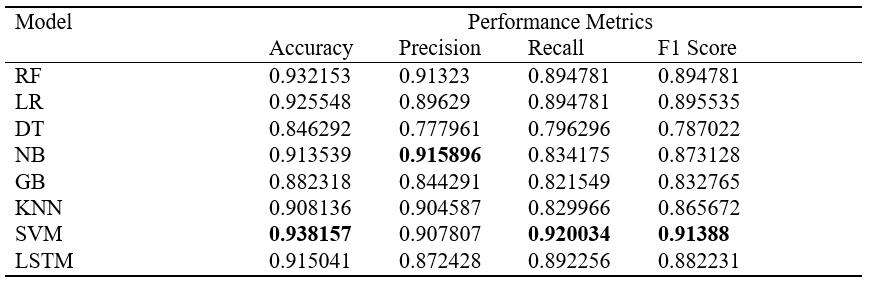 Model Performance Metrics
Accuracy Precision Recall F1 Score
RF 0.932153 0.91323 0.894781 0.894781
LR 0.925548 0.89629 0.894781 0.895535
DT 0.846292 0.777961 0.796296 0.787022
NB 0.913539 0.915896 0.834175 0.873128
GB 0.882318 0.844291 0.821549 0.832765
KNN 0.908136 0.904587 0.829966 0.865672
SVM 0.938157 0.907807 0.920034 0.91388
LSTM 0.915041 0.872428 0.892256 0.882231